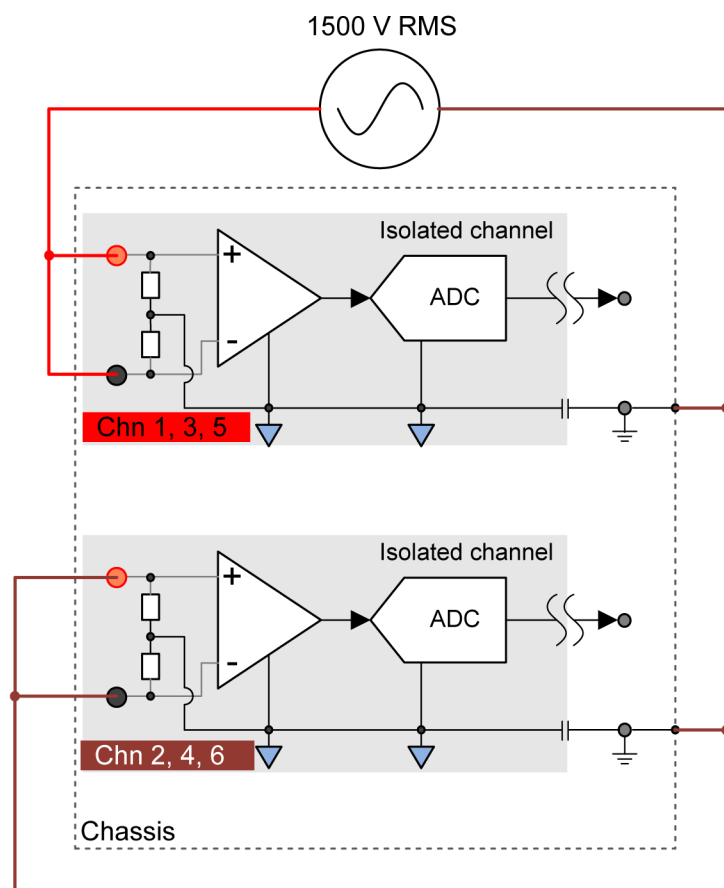 1500 V RMS
Isolated channel
+
ADC
-
Chn 1, 3, 5
Isolated channel
+
ADC
-
Chn 2, 4, 6
Chassis